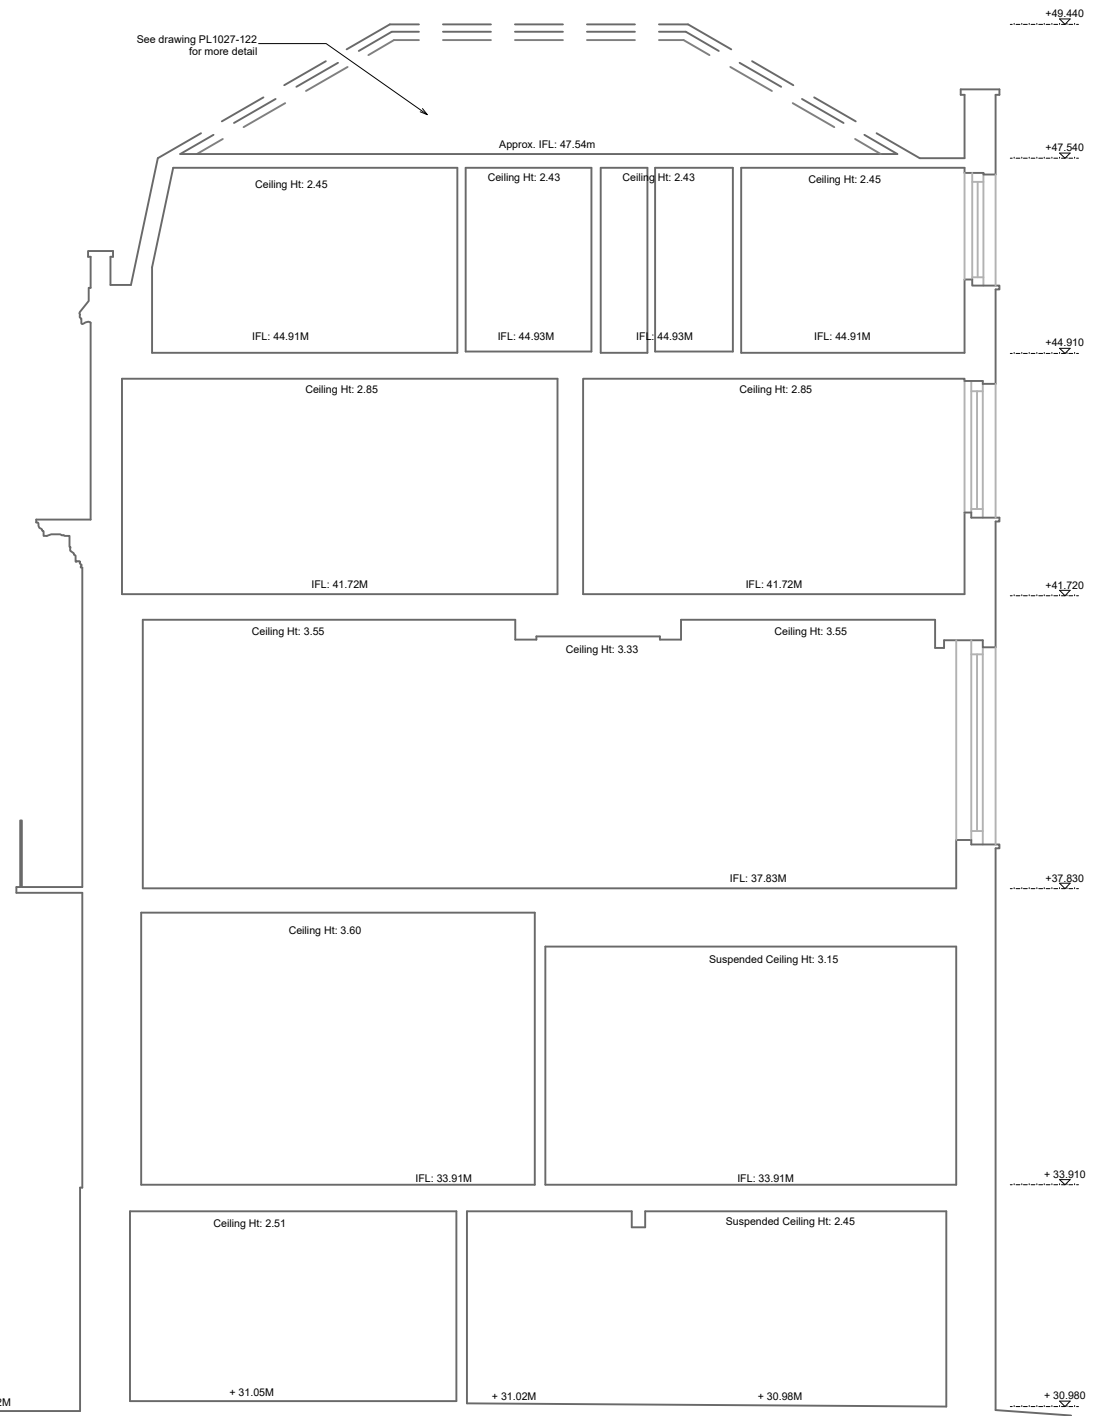 +49.440
See drawing PL1027-122
for more detail
Approx. IFL: 47.54m
+47.540
Ceiling Ht: 2.45
Ceiling Ht: 2.43
Ceiling Ht: 2.43
Ceiling Ht: 2.45
IFL: 44.91M
IFL: 44.93M
IFL: 44.93M
IFL: 44.91M
+44.910
Ceiling Ht: 2.85
Ceiling Ht: 2.85
IFL: 41.72M
IFL: 41.72M
+41.720
Ceiling Ht: 3.55
Ceiling Ht: 3.33
Ceiling Ht: 3.55
IFL: 37.83M
+37.830
Ceiling Ht: 3.60
Suspended Ceiling Ht: 3.15
IFL: 33.91M
IFL: 33.91M
+ 33.910
Ceiling Ht: 2.51
Suspended Ceiling Ht: 2.45
+ 31.05M
+ 31.02M
+ 30.98M
+ 30.980